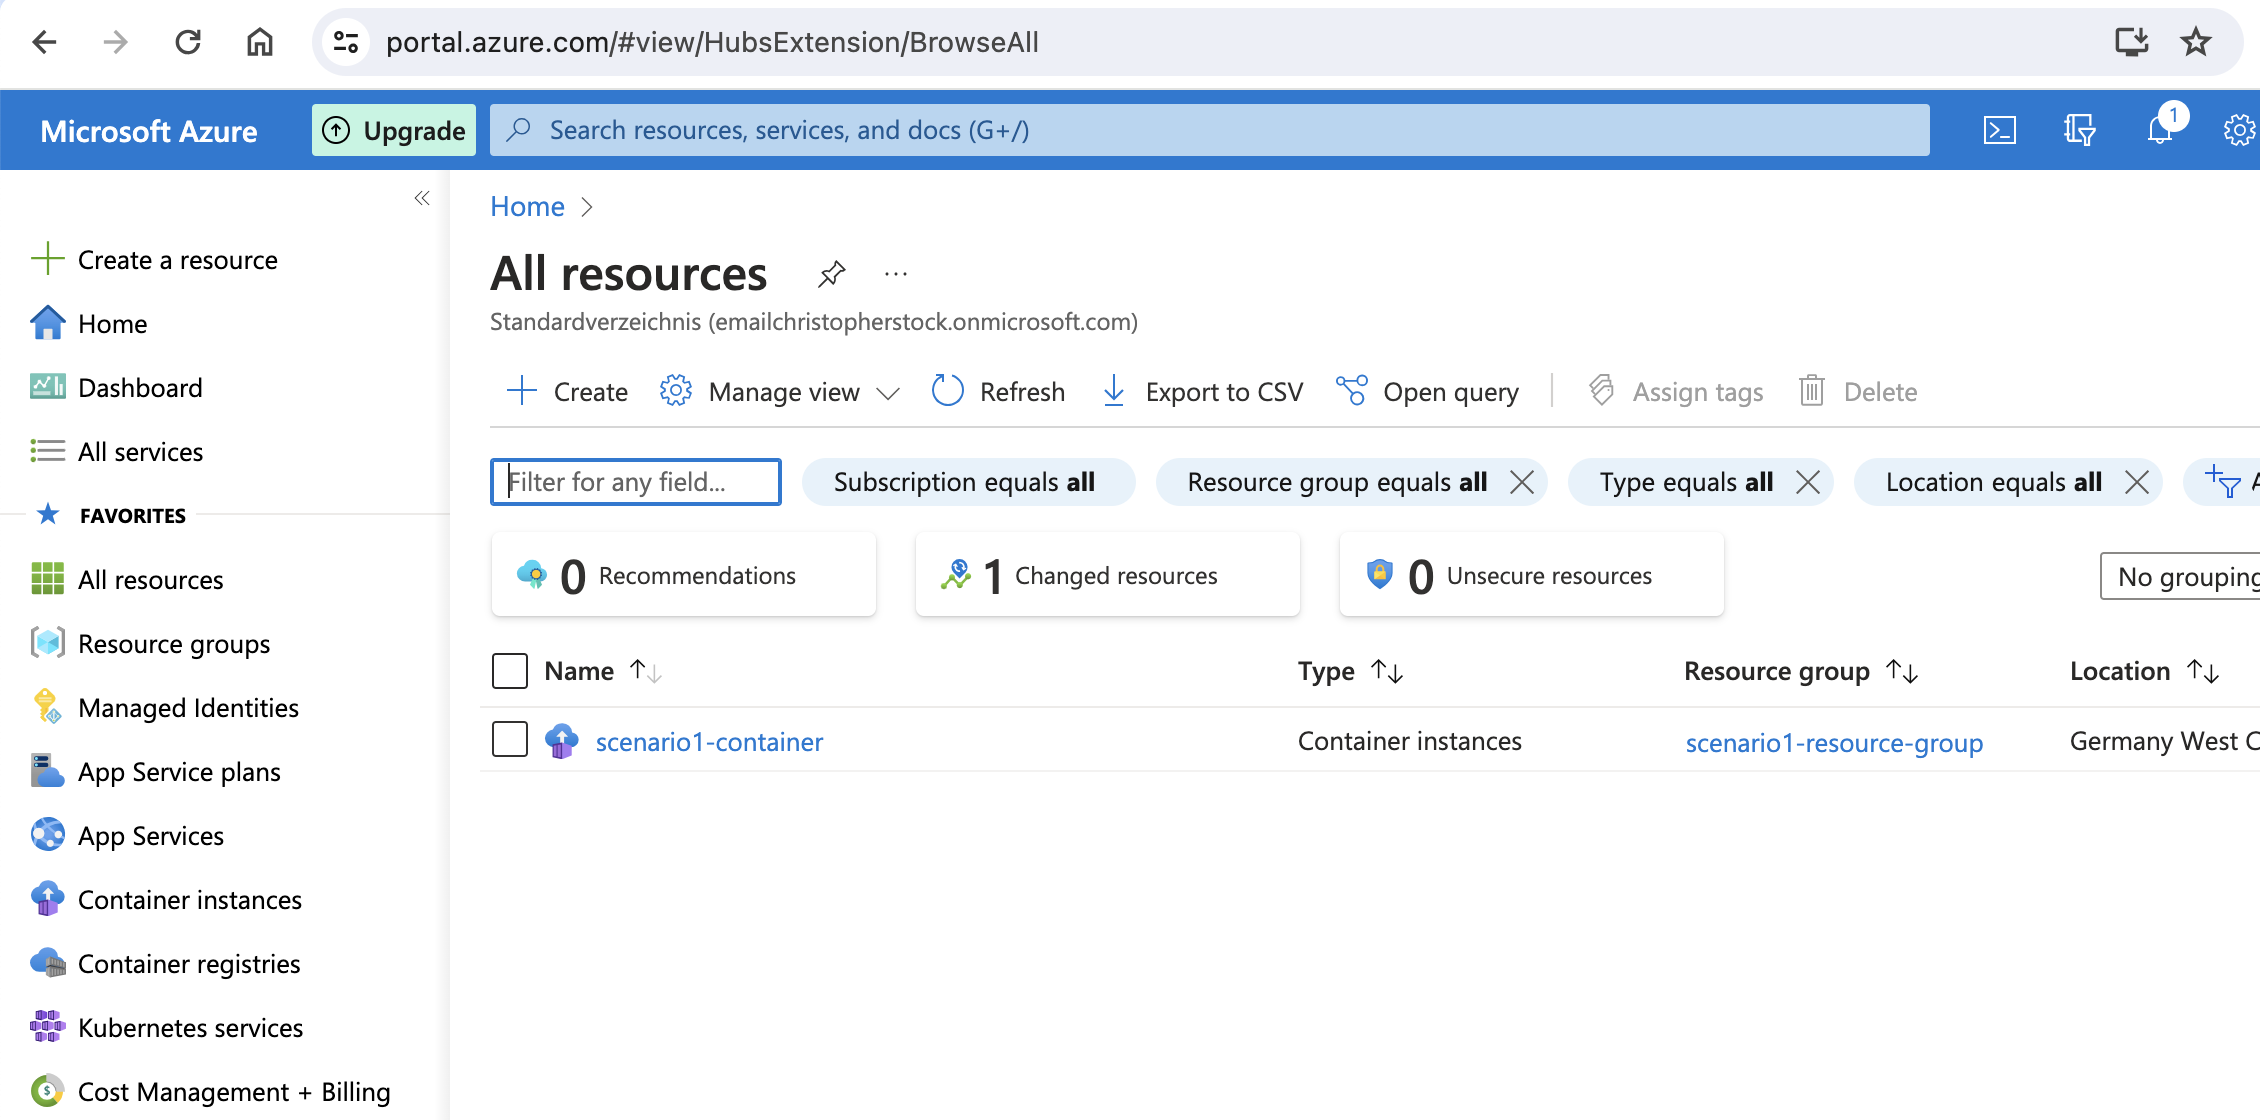 portal.azure.com/#view/HubsExtension/BrowseAll
Microsoft Azure
Upgrade
Search resources, services, and docs (G+/)
1
Create a resource
Home
Dashboard
All services
FAVORITES
All resources
Resource groups
Managed Identities
App Service plans
App Services
Container instances
Container registries
Kubernetes services
Cost Management + Billing
Home
All resources
Standardverzeichnis (emailchristopherstock.onmicrosoft.com)
Create Manage view Refresh Export to CSV Open query Assign tags Delete
Filter for any field... Subscription equals all Resource group equals all Type equals all Location equals all
0 Recommendations 1 Changed resources 0 Unsecure resources No grouping
Name Type Resource group Location
scenario1-container Container instances scenario1-resource-group Germany West